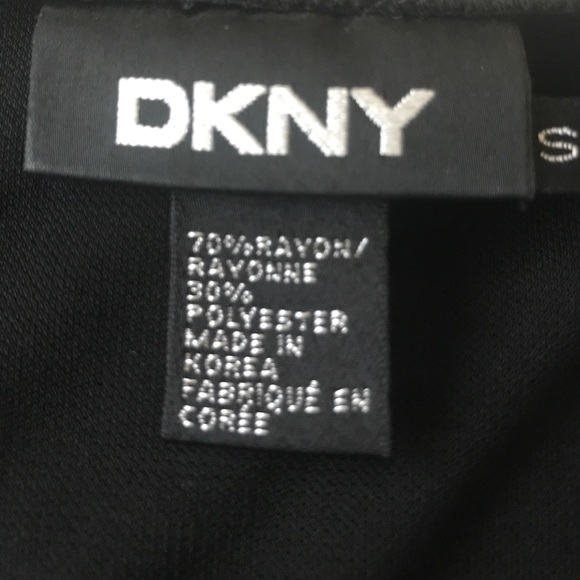 DKNY
S
70%RAYON/
RAYONNE
30%
POLYESTER
MADE IN
KOREA
FABRIQUÉ EN
CORÉE